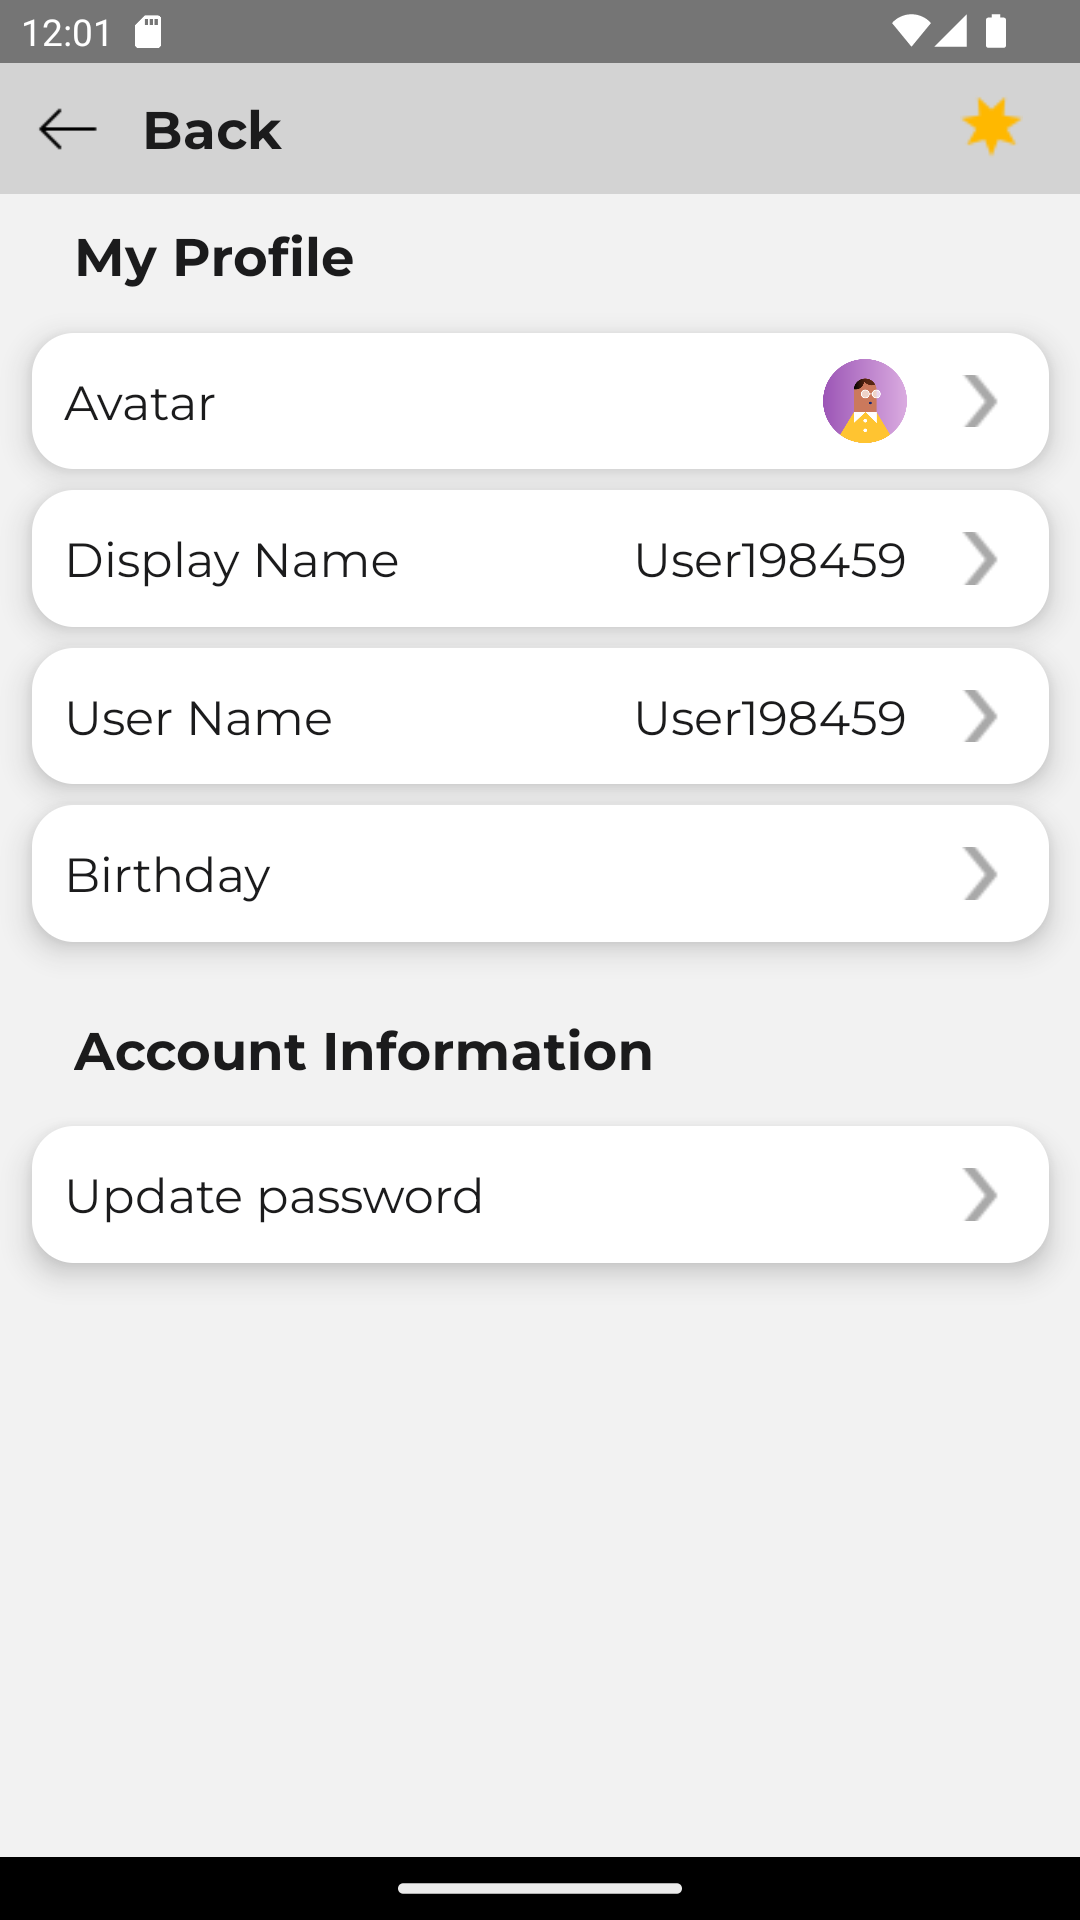 12:01
Back
My Profile
Avatar
Display Name User198459
User Name User198459
Birthday
Account Information
Update password